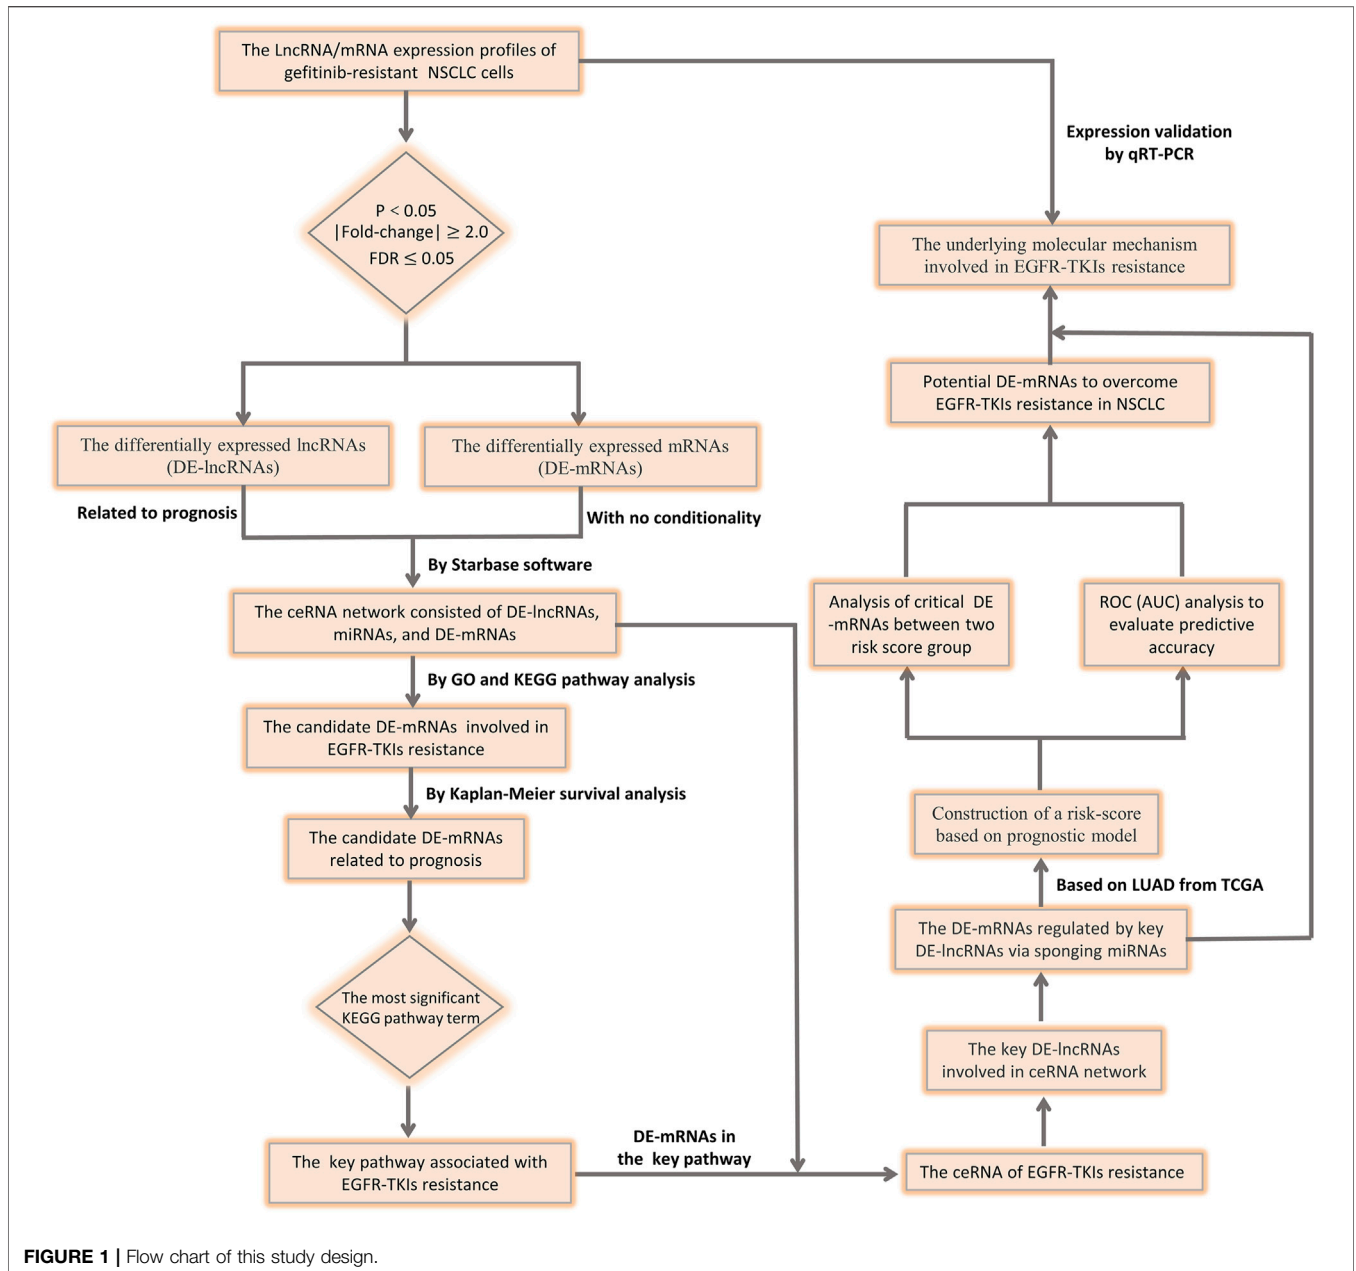 The LncRNA/mRNA expression profiles of
gefitinib-resistant NSCLC cells
Expression validation
by qRT-PCR
P < 0.05
|Fold-change| ≥ 2.0
FDR ≤ 0.05
The underlying molecular mechanism
involved in EGFR-TKIs resistance
Potential DE-mRNAs to overcome
EGFR-TKIs resistance in NSCLC
The differentially expressed lncRNAs
(DE-lncRNAs)
The differentially expressed mRNAs
(DE-mRNAs)
Related to prognosis
With no conditionality
By Starbase software
The ceRNA network consisted of DE-lncRNAs,
miRNAs, and DE-mRNAs
By GO and KEGG pathway analysis
The candidate DE-mRNAs involved in
EGFR-TKIs resistance
By Kaplan-Meier survival analysis
The candidate DE-mRNAs
related to prognosis
The most significant
KEGG pathway term
The key pathway associated with
EGFR-TKIs resistance
DE-mRNAs in
the key pathway
Analysis of critical DE
-mRNAs between two
risk score group
ROC (AUC) analysis to
evaluate predictive
accuracy
Construction of a risk-score
based on prognostic model
Based on LUAD from TCGA
The DE-mRNAs regulated by key
DE-lncRNAs via sponging miRNAs
The key DE-lncRNAs
involved in ceRNA network
The ceRNA of EGFR-TKIs resistance
FIGURE 1 | Flow chart of this study design.